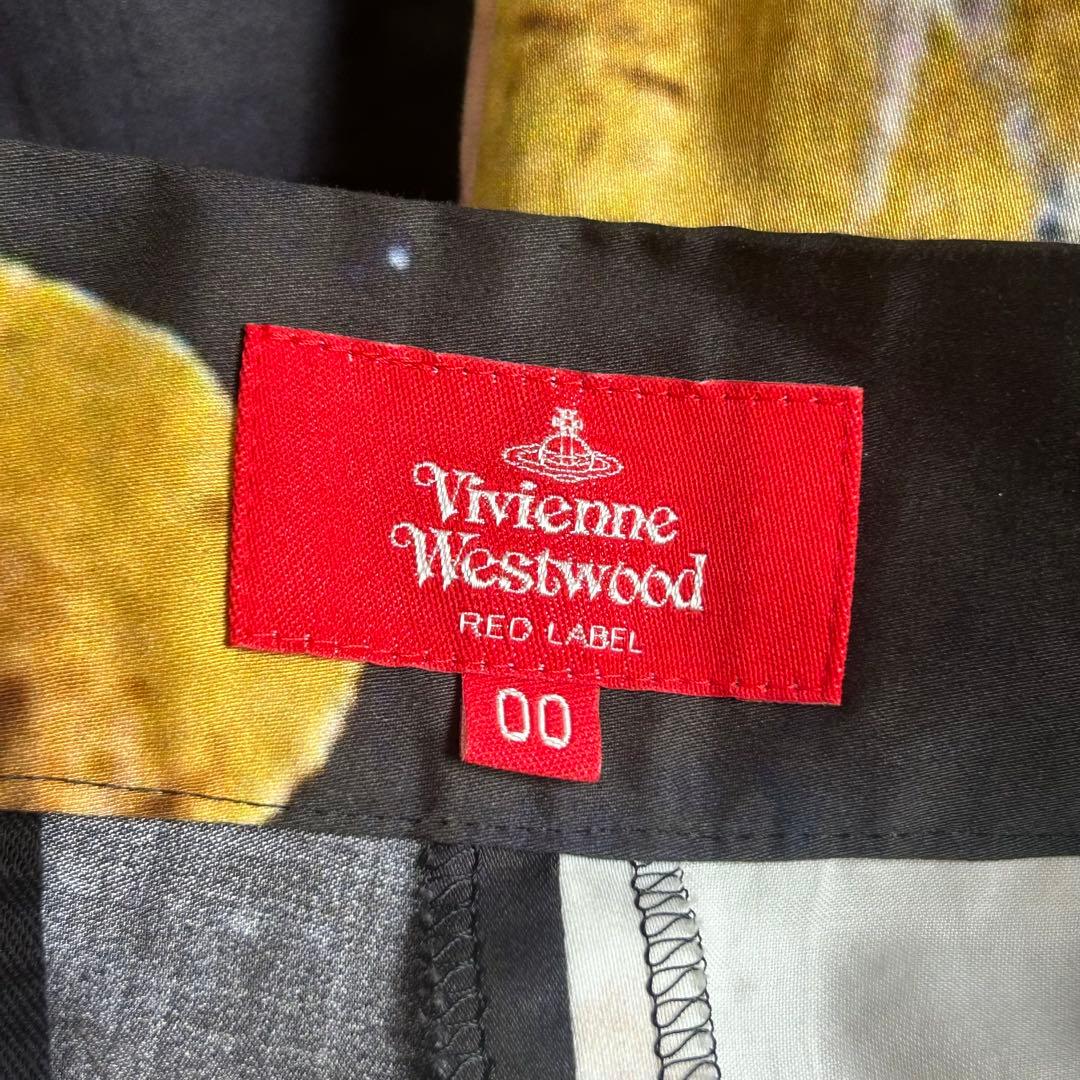 Vivienne
Westwood
RED LABEL
00